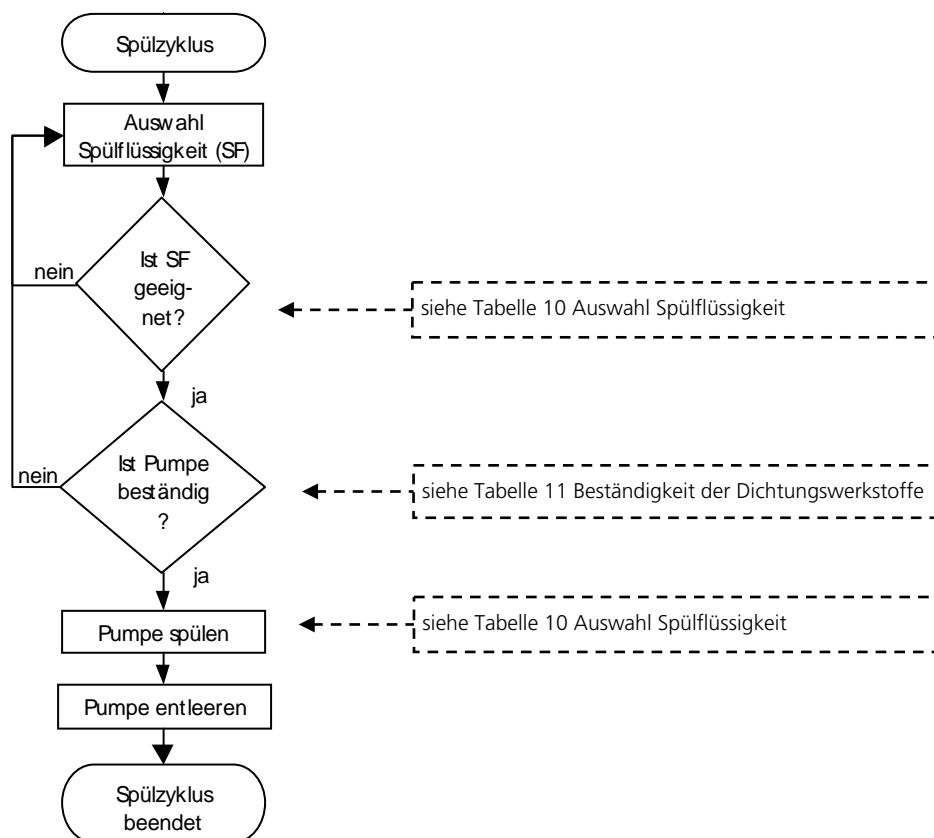 Spülzyklus
Auswahl
Spülflüssigkeit (SF)
Ist SF
geeig-
net?
nein
siehe Tabelle 10 Auswahl Spülflüssigkeit
ja
Ist Pumpe
beständig
?
nein
siehe Tabelle 11 Beständigkeit der Dichtungswerkstoffe
ja
Pumpe spülen
siehe Tabelle 10 Auswahl Spülflüssigkeit
Pumpe entleeren
Spülzyklus
beendet